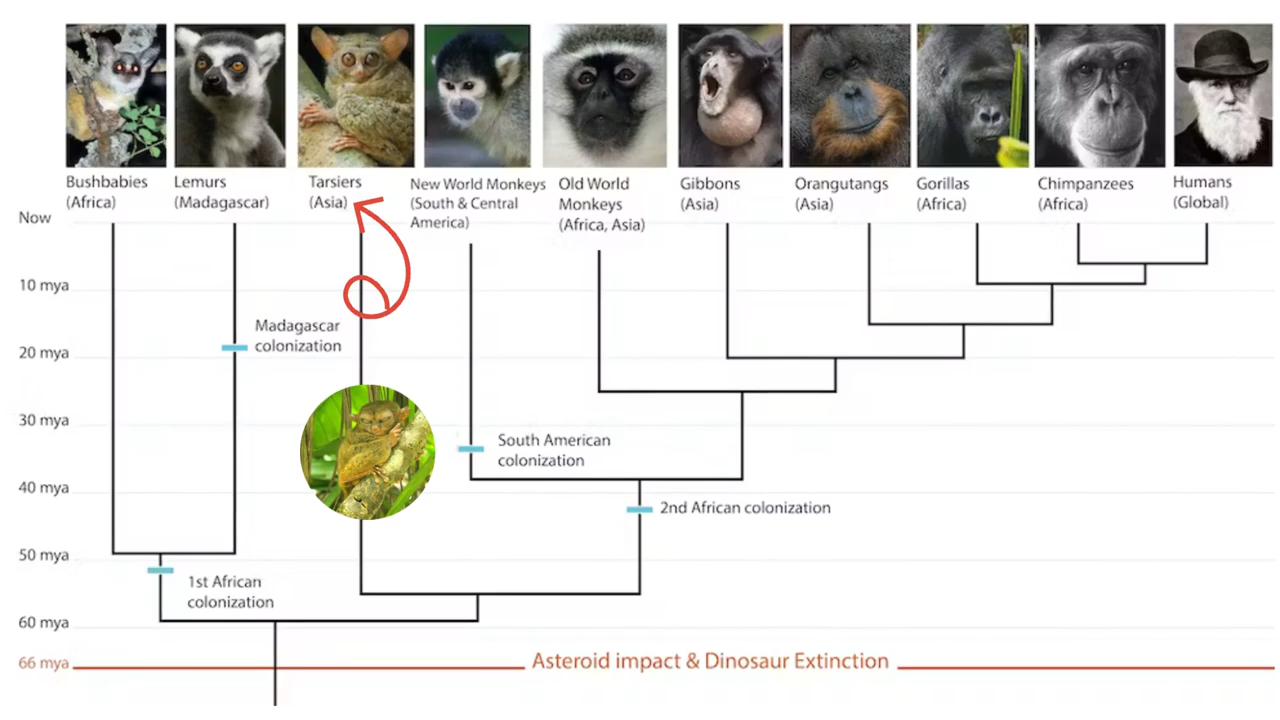 Bushbabies
(Africa)
Lemurs
(Madagascar)
Tarsiers
(Asia)
New World Monkeys
(South & Central
America)
Old World
Monkeys
(Africa, Asia)
Gibbons
(Asia)
Orangutangs
(Asia)
Gorillas
(Africa)
Chimpanzees
(Africa)
Humans
(Global)
Now
10 mya
Madagascar
colonization
20 mya
30 mya
South American
colonization
40 mya
2nd African colonization
50 mya
1st African
colonization
60 mya
66 mya
Asteroid impact & Dinosaur Extinction